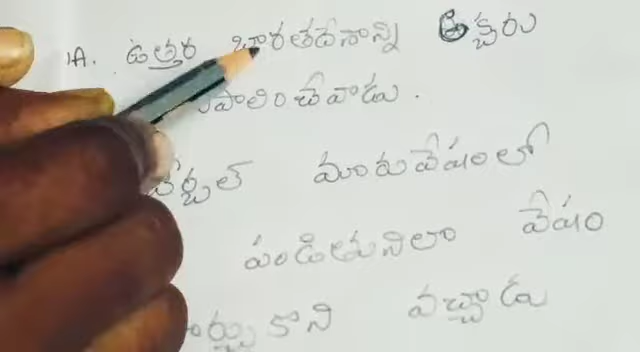 1A. ఉత్తర భారతదేశాన్ని అక్బరు
పాలించేవాడు.
మారువేషంలో
పండితునిలా వేషం
వచ్చాడు